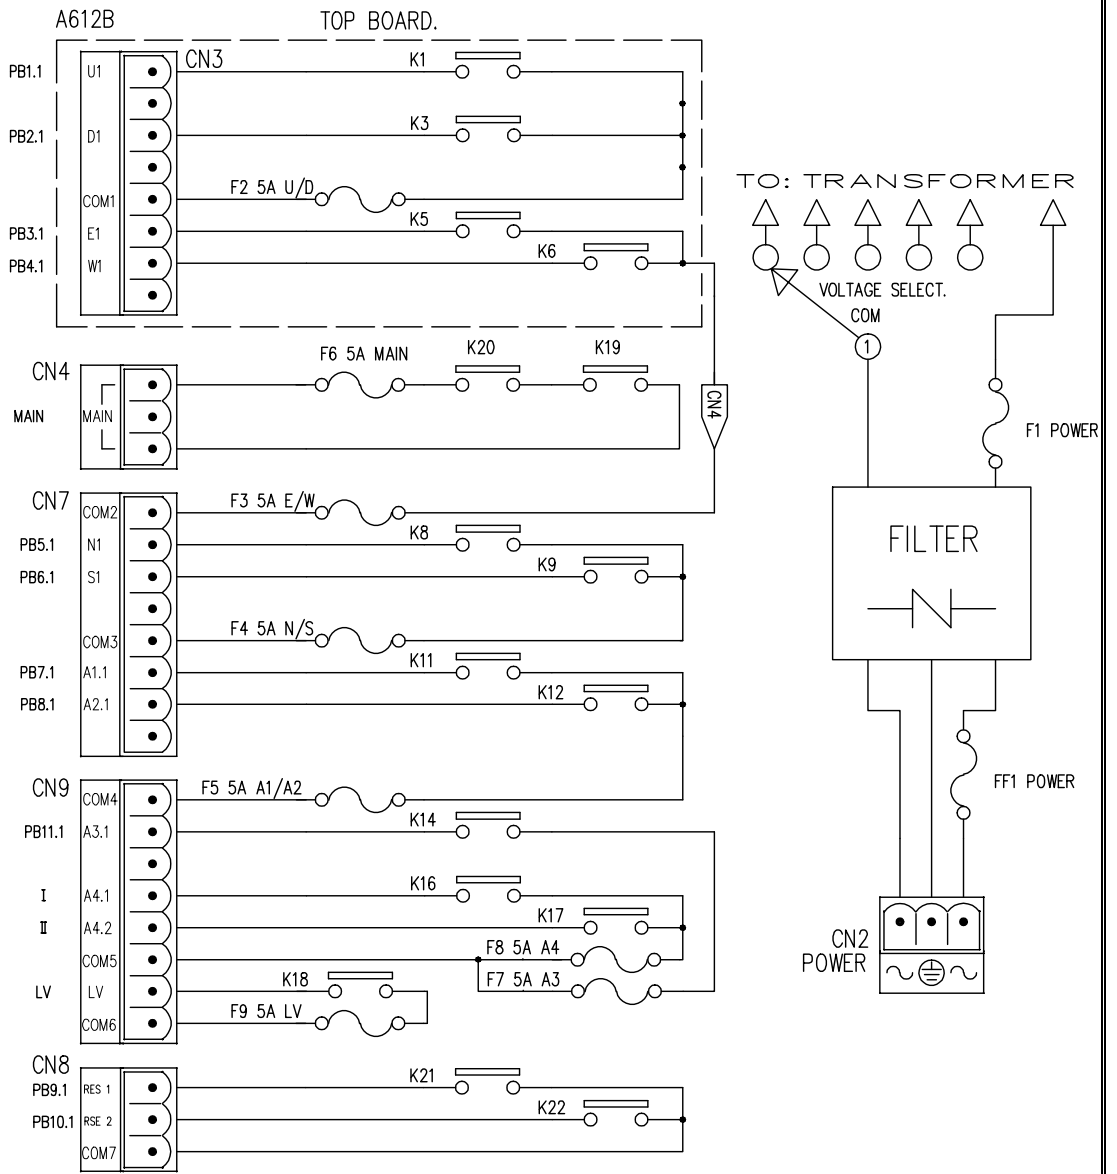 A612B
TOP BOARD.
CN3
PB1.1 U1 K1
PB2.1 D1 K3
COM1 F2 5A U/D
PB3.1 E1 K5
PB4.1 W1 K6
CN4
F6 5A MAIN K20 K19
MAIN MAIN
CN4
CN7
COM2 F3 5A E/W
PB5.1 N1 K8
PB6.1 S1 K9
COM3 F4 5A N/S
PB7.1 A1.1 K11
PB8.1 A2.1 K12
CN9
COM4 F5 5A A1/A2
PB11.1 A3.1 K14
I A4.1 K16
II A4.2 K17
COM5 F8 5A A4
F7 5A A3
LV LV K18
COM6 F9 5A LV
CN8
PB9.1 RES 1 K21
PB10.1 RSE 2 K22
COM7
TO: TRANSFORMER
VOLTAGE SELECT.
COM
1
F1 POWER
FILTER
FF1 POWER
CN2
POWER